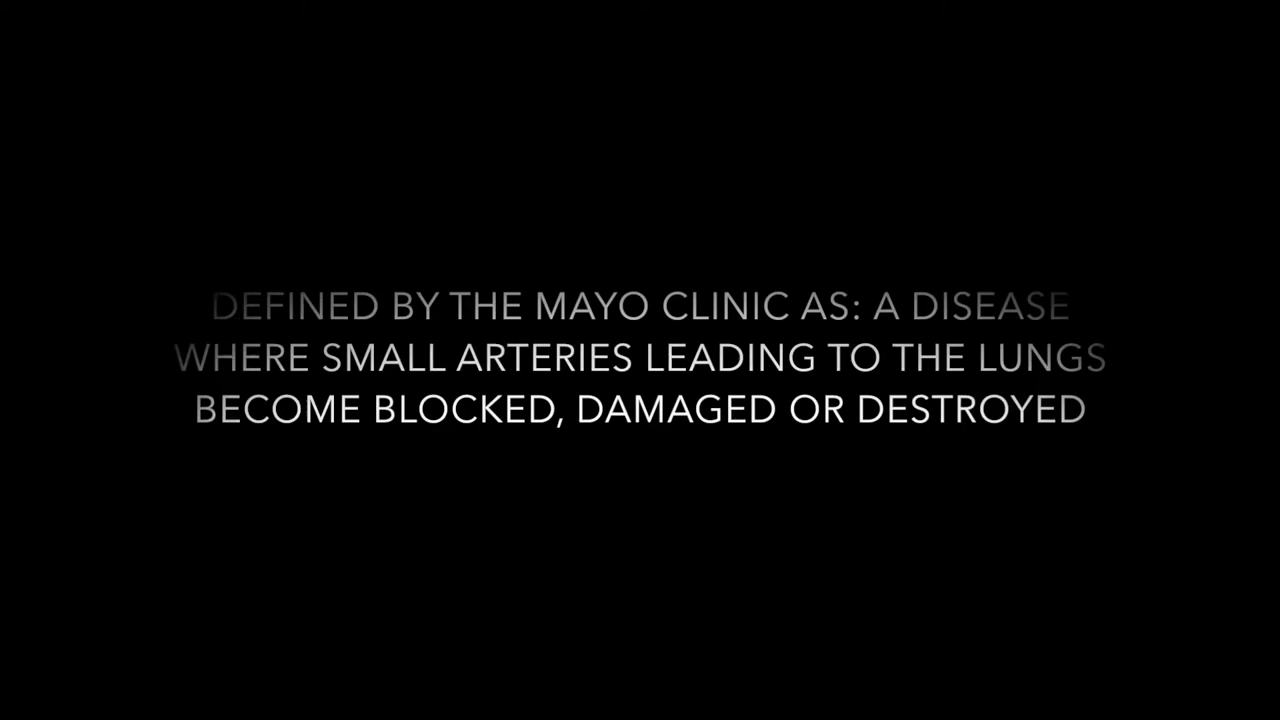 DEFINED BY THE MAYO CLINIC AS: A DISEASE
WHERE SMALL ARTERIES LEADING TO THE LUNGS
BECOME BLOCKED, DAMAGED OR DESTROYED